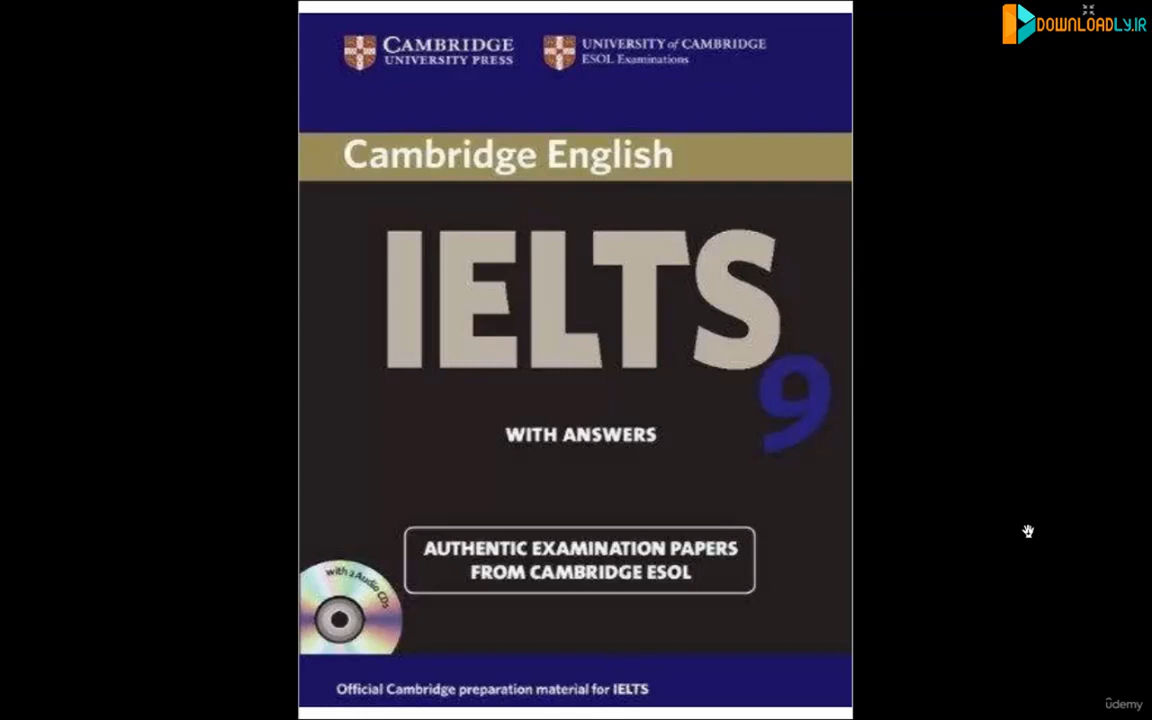 DOWNLOADLY.IR
CAMBRIDGE UNIVERSITY of CAMBRIDGE
UNIVERSITY PRESS ESOL Examinations
Cambridge English
IELTS
9
WITH ANSWERS
AUTHENTIC EXAMINATION PAPERS
FROM CAMBRIDGE ESOL
with 2 Audio CDs
Official Cambridge preparation material for IELTS
ûdemy